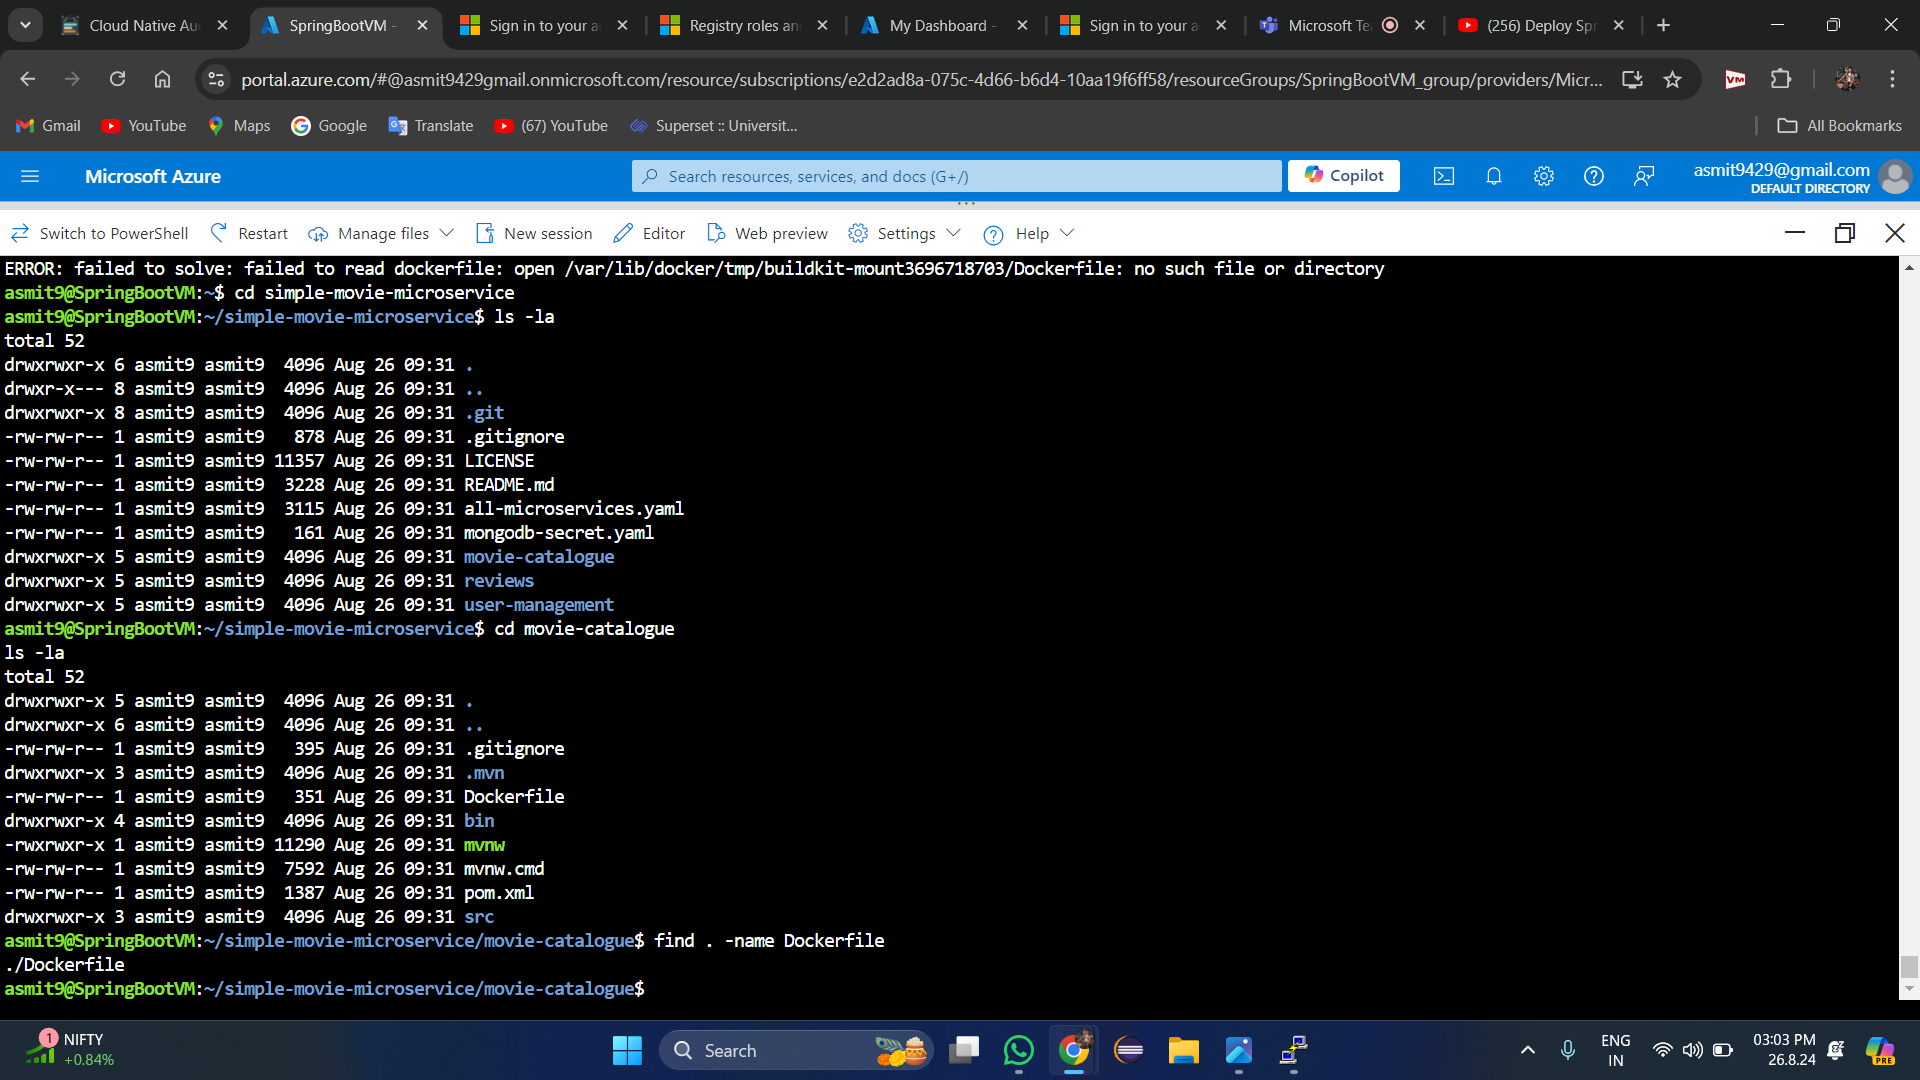 Cloud Native Au
SpringBootVM -
Sign in to your a
Registry roles an
My Dashboard -
Sign in to your a
Microsoft Te
(256) Deploy Spr
portal.azure.com/#@asmit9429gmail.onmicrosoft.com/resource/subscriptions/e2d2ad8a-075c-4d66-b6d4-10aa19f6ff58/resourceGroups/SpringBootVM_group/providers/Micr...
VM
Gmail
YouTube
Maps
Google
Translate
(67) YouTube
Superset :: Universit...
All Bookmarks
Microsoft Azure
Search resources, services, and docs (G+/)
Copilot
asmit9429@gmail.com
DEFAULT DIRECTORY
Switch to PowerShell
Restart
Manage files
New session
Editor
Web preview
Settings
Help
ERROR: failed to solve: failed to read dockerfile: open /var/lib/docker/tmp/buildkit-mount3696718703/Dockerfile: no such file or directory
asmit9@SpringBootVM:~$ cd simple-movie-microservice
asmit9@SpringBootVM:~/simple-movie-microservice$ ls -la
total 52
drwxrwxr-x 6 asmit9 asmit9  4096 Aug 26 09:31 .
drwxr-x--- 8 asmit9 asmit9  4096 Aug 26 09:31 ..
drwxrwxr-x 8 asmit9 asmit9  4096 Aug 26 09:31 .git
-rw-rw-r-- 1 asmit9 asmit9   878 Aug 26 09:31 .gitignore
-rw-rw-r-- 1 asmit9 asmit9 11357 Aug 26 09:31 LICENSE
-rw-rw-r-- 1 asmit9 asmit9  3228 Aug 26 09:31 README.md
-rw-rw-r-- 1 asmit9 asmit9  3115 Aug 26 09:31 all-microservices.yaml
-rw-rw-r-- 1 asmit9 asmit9   161 Aug 26 09:31 mongodb-secret.yaml
drwxrwxr-x 5 asmit9 asmit9  4096 Aug 26 09:31 movie-catalogue
drwxrwxr-x 5 asmit9 asmit9  4096 Aug 26 09:31 reviews
drwxrwxr-x 5 asmit9 asmit9  4096 Aug 26 09:31 user-management
asmit9@SpringBootVM:~/simple-movie-microservice$ cd movie-catalogue
ls -la
total 52
drwxrwxr-x 5 asmit9 asmit9  4096 Aug 26 09:31 .
drwxrwxr-x 6 asmit9 asmit9  4096 Aug 26 09:31 ..
-rw-rw-r-- 1 asmit9 asmit9   395 Aug 26 09:31 .gitignore
drwxrwxr-x 3 asmit9 asmit9  4096 Aug 26 09:31 .mvn
-rw-rw-r-- 1 asmit9 asmit9   351 Aug 26 09:31 Dockerfile
drwxrwxr-x 4 asmit9 asmit9  4096 Aug 26 09:31 bin
-rwxrwxr-x 1 asmit9 asmit9 11290 Aug 26 09:31 mvnw
-rw-rw-r-- 1 asmit9 asmit9  7592 Aug 26 09:31 mvnw.cmd
-rw-rw-r-- 1 asmit9 asmit9  1387 Aug 26 09:31 pom.xml
drwxrwxr-x 3 asmit9 asmit9  4096 Aug 26 09:31 src
asmit9@SpringBootVM:~/simple-movie-microservice/movie-catalogue$ find . -name Dockerfile
./Dockerfile
asmit9@SpringBootVM:~/simple-movie-microservice/movie-catalogue$
1
NIFTY
+0.84%
Search
ENG
IN
03:03 PM
26.8.24
PRE